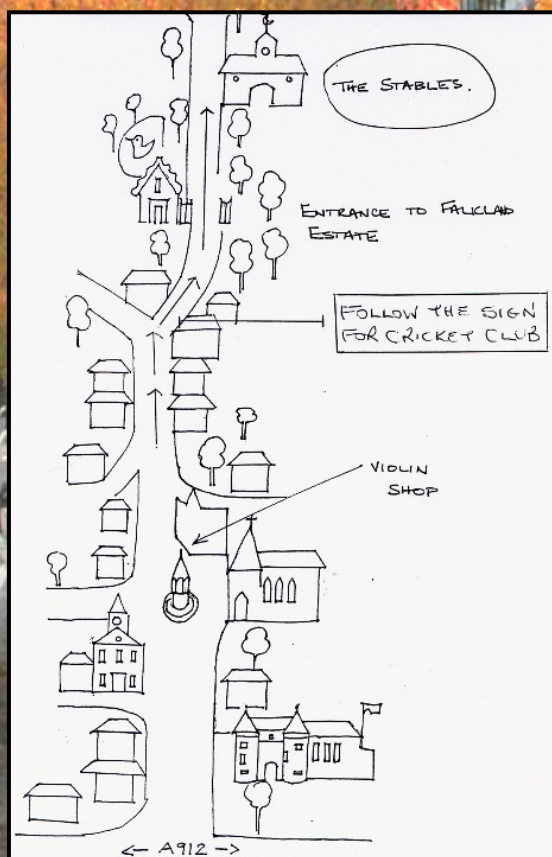 THE STABLES.
ENTRANCE TO FALKLAND
ESTATE
FOLLOW THE SIGN
FOR CRICKET CLUB
VIOLIN
SHOP
<- A912 ->